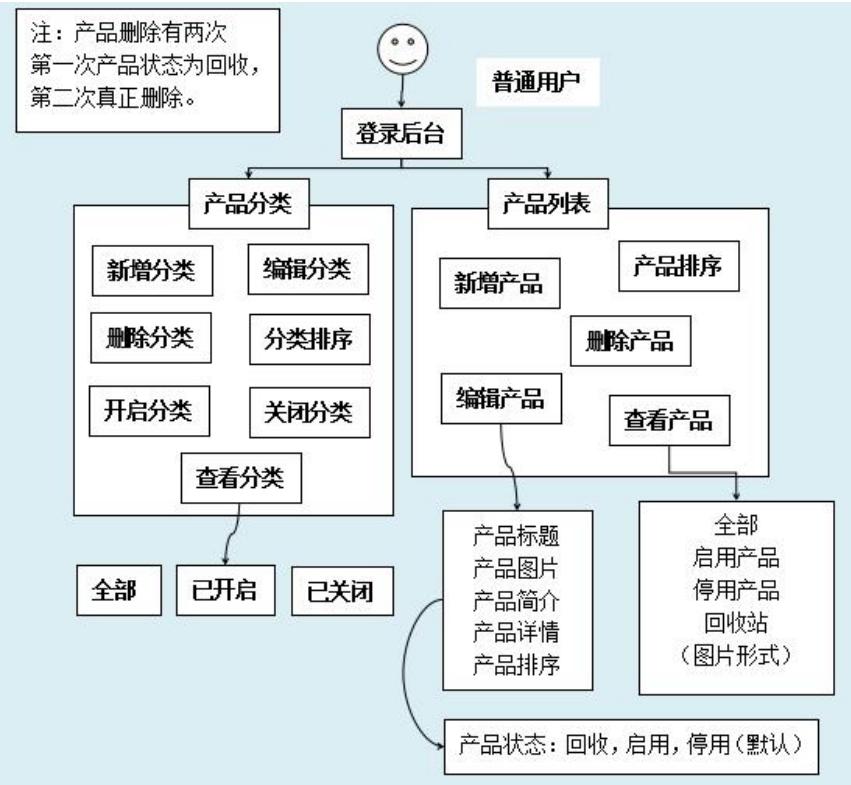 注：产品删除有两次
第一次产品状态为回收，
第二次真正删除。
普通用户
登录后台
产品分类
产品列表
新增分类
编辑分类
删除分类
分类排序
开启分类
关闭分类
查看分类
全部
已开启
已关闭
新增产品
产品排序
删除产品
编辑产品
查看产品
产品标题
产品图片
产品简介
产品详情
产品排序
全部
启用产品
停用产品
回收站
（图片形式）
产品状态：回收，启用，停用（默认）